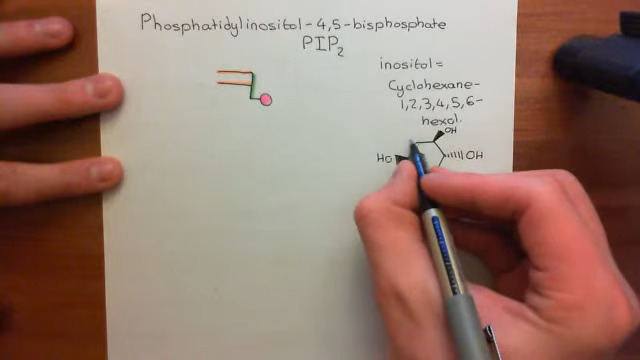 Phosphatidylinositol-4,5-bisphosphate
PIP2
inositol =
Cyclohexane-
1,2,3,4,5,6-
hexol.
OH
HO
OH